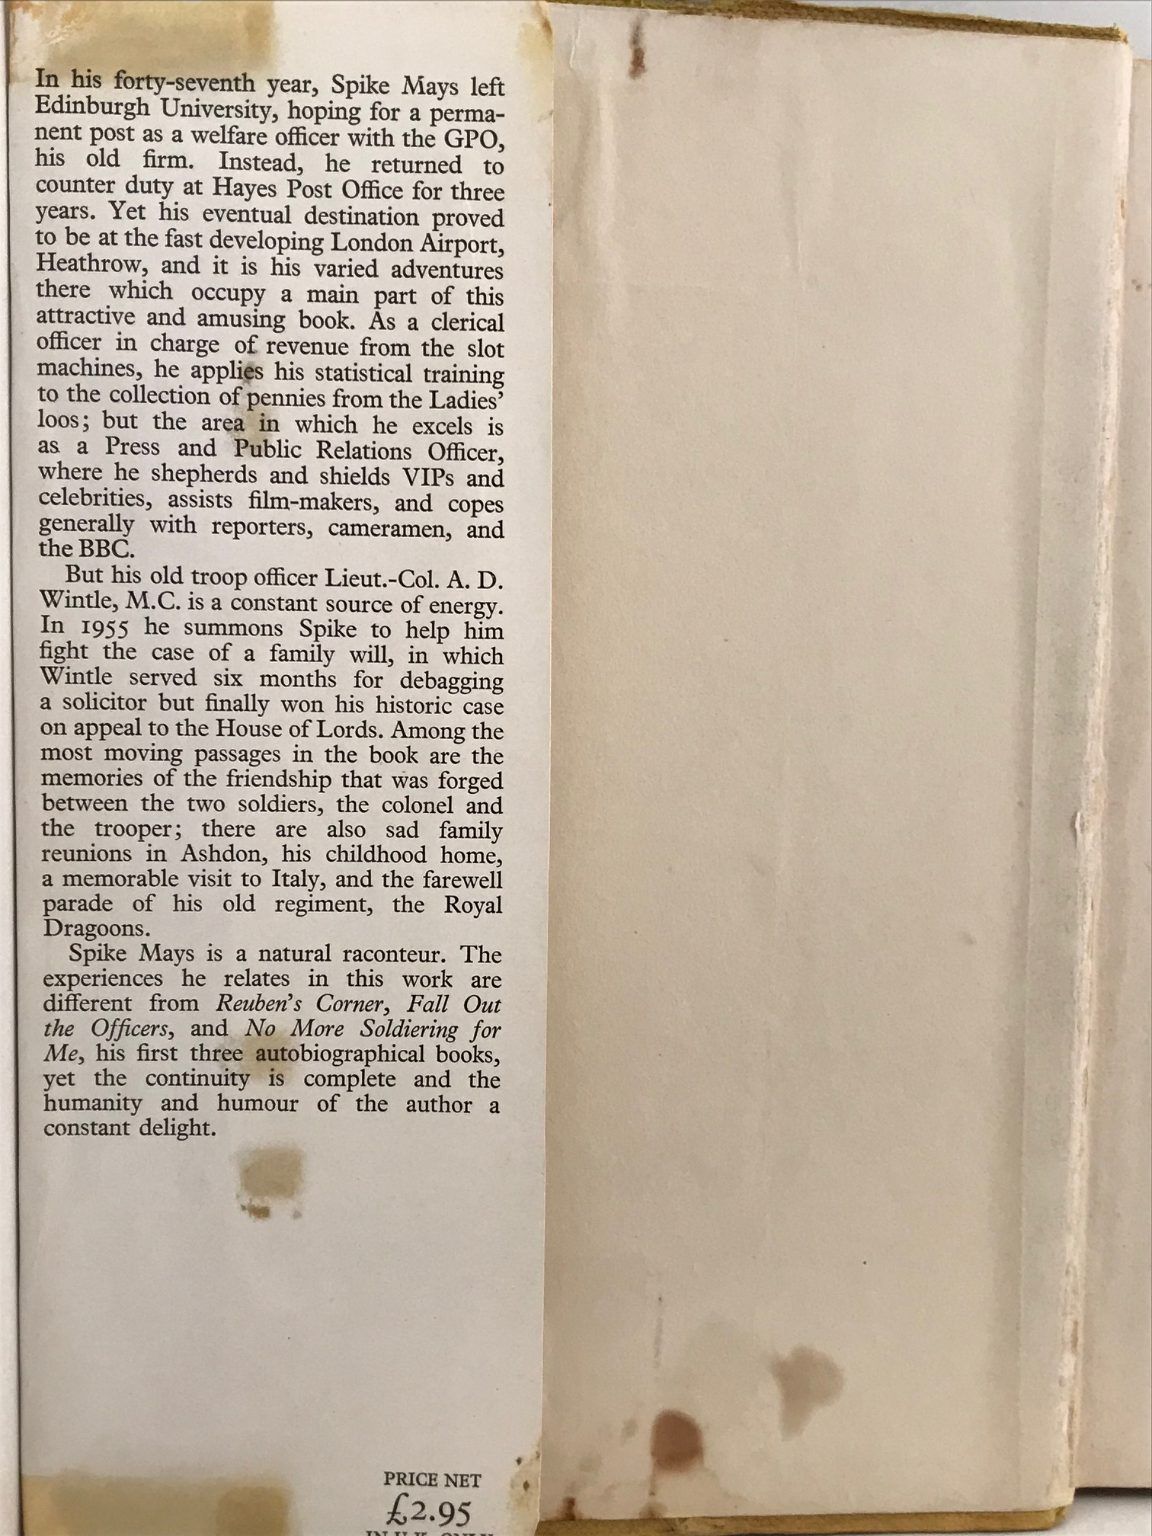 In his forty-seventh year, Spike Mays left
Edinburgh University, hoping for a perma-
nent post as a welfare officer with the GPO,
his old firm. Instead, he returned to
counter duty at Hayes Post Office for three
years. Yet his eventual destination proved
to be at the fast developing London Airport,
Heathrow, and it is his varied adventures
there which occupy a main part of this
attractive and amusing book. As a clerical
officer in charge of revenue from the slot
machines, he applies his statistical training
to the collection of pennies from the Ladies'
loos; but the area in which he excels is
as a Press and Public Relations Officer,
where he shepherds and shields VIPs and
celebrities, assists film-makers, and copes
generally with reporters, cameramen, and
the BBC.
But his old troop officer Lieut.-Col. A. D.
Wintle, M.C. is a constant source of energy.
In 1955 he summons Spike to help him
fight the case of a family will, in which
Wintle served six months for debagging
a solicitor but finally won his historic case
on appeal to the House of Lords. Among the
most moving passages in the book are the
memories of the friendship that was forged
between the two soldiers, the colonel and
the trooper; there are also sad family
reunions in Ashdon, his childhood home,
a memorable visit to Italy, and the farewell
parade of his old regiment, the Royal
Dragoons.
Spike Mays is a natural raconteur. The
experiences he relates in this work are
different from Reuben's Corner, Fall Out
the Officers, and No More Soldiering for
Me, his first three autobiographical books,
yet the continuity is complete and the
humanity and humour of the author a
constant delight.
PRICE NET
£2.95
IN U.K. ONLY